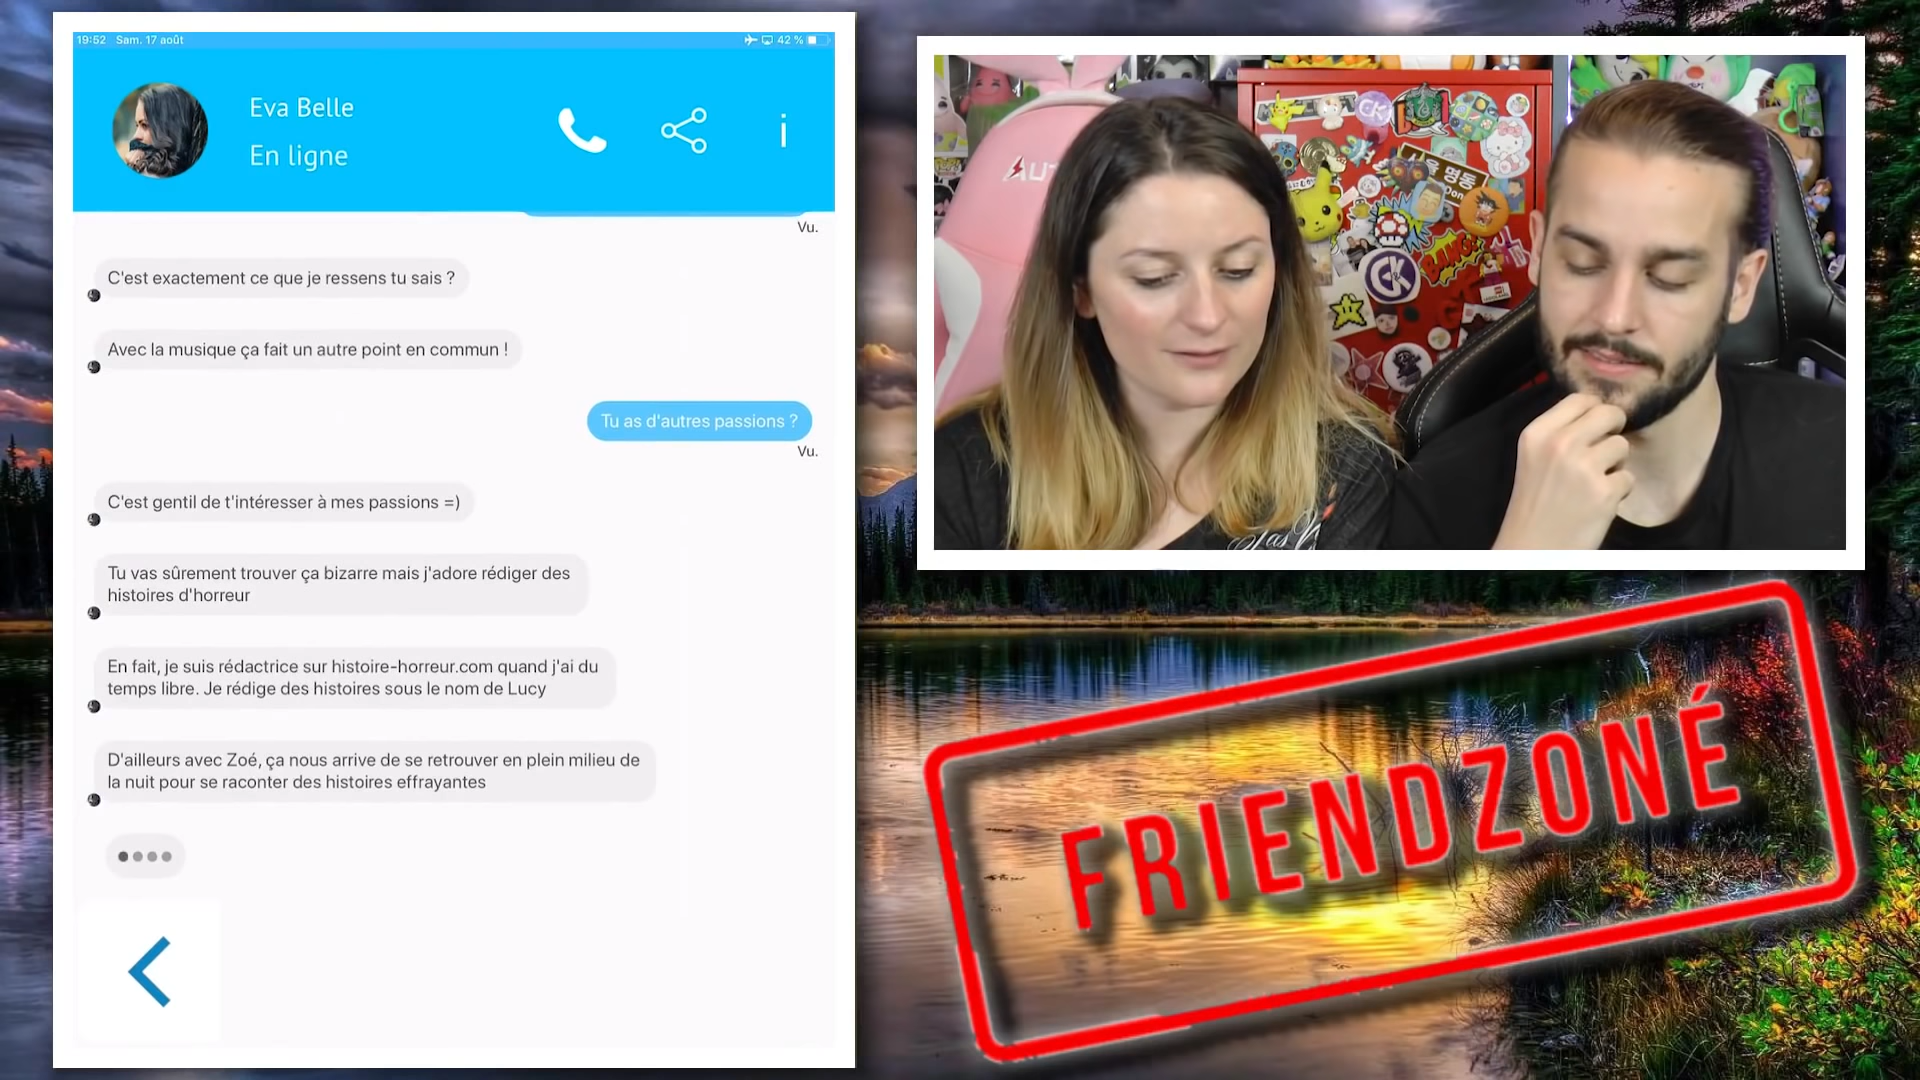 19:52 Sam. 17 août
42 %
Eva Belle
En ligne
Vu.
C'est exactement ce que je ressens tu sais ?
Avec la musique ça fait un autre point en commun !
Tu as d'autres passions ?
Vu.
C'est gentil de t'intéresser à mes passions =)
Tu vas sûrement trouver ça bizarre mais j'adore rédiger des
histoires d'horreur
En fait, je suis rédactrice sur histoire-horreur.com quand j'ai du
temps libre. Je rédige des histoires sous le nom de Lucy
D'ailleurs avec Zoé, ça nous arrive de se retrouver en plein milieu de
la nuit pour se raconter des histoires effrayantes
CK
BANG!
CK
FRIENDZONÉ